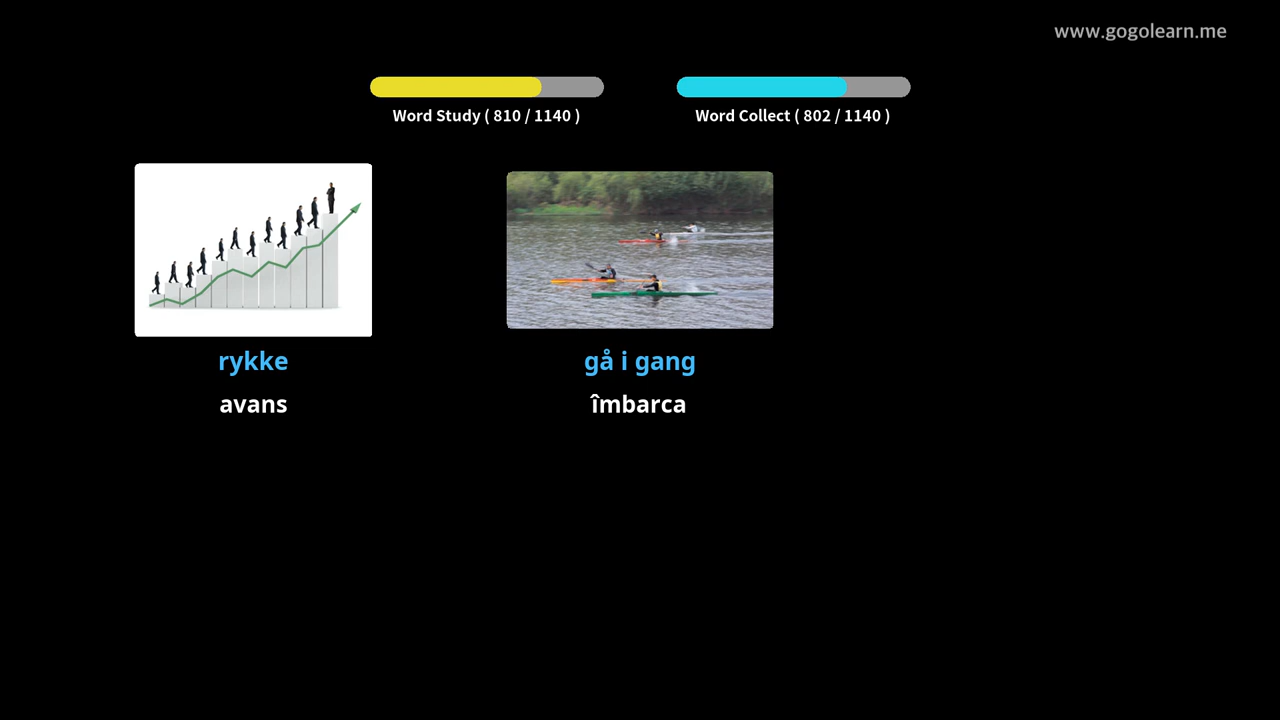 www.gogolearn.me
Word Study ( 810 / 1140 )
Word Collect ( 802 / 1140 )
rykke
avans
gå i gang
îmbarca